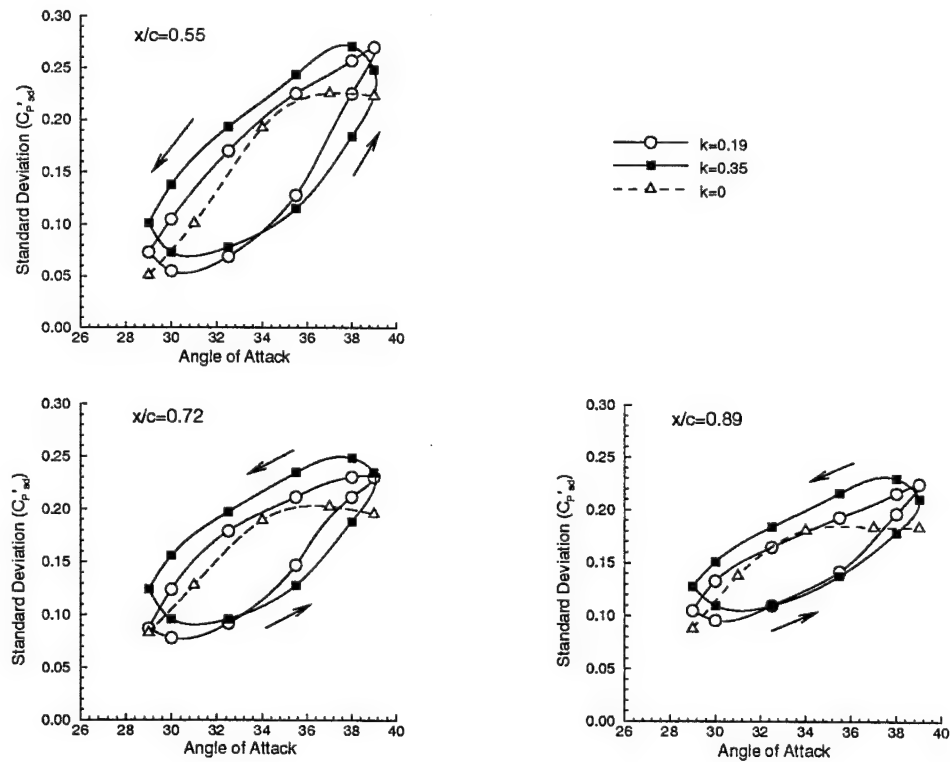 x/c=0.55
Standard Deviation (Cp'sd)
0.30
0.25
0.20
0.15
0.10
0.05
0.00
26 28 30 32 34 36 38 40
Angle of Attack
k=0.19
k=0.35
k=0
x/c=0.72
Standard Deviation (Cp'sd)
0.30
0.25
0.20
0.15
0.10
0.05
0.00
26 28 30 32 34 36 38 40
Angle of Attack
x/c=0.89
Standard Deviation (Cp'sd)
0.30
0.25
0.20
0.15
0.10
0.05
0.00
26 28 30 32 34 36 38 40
Angle of Attack